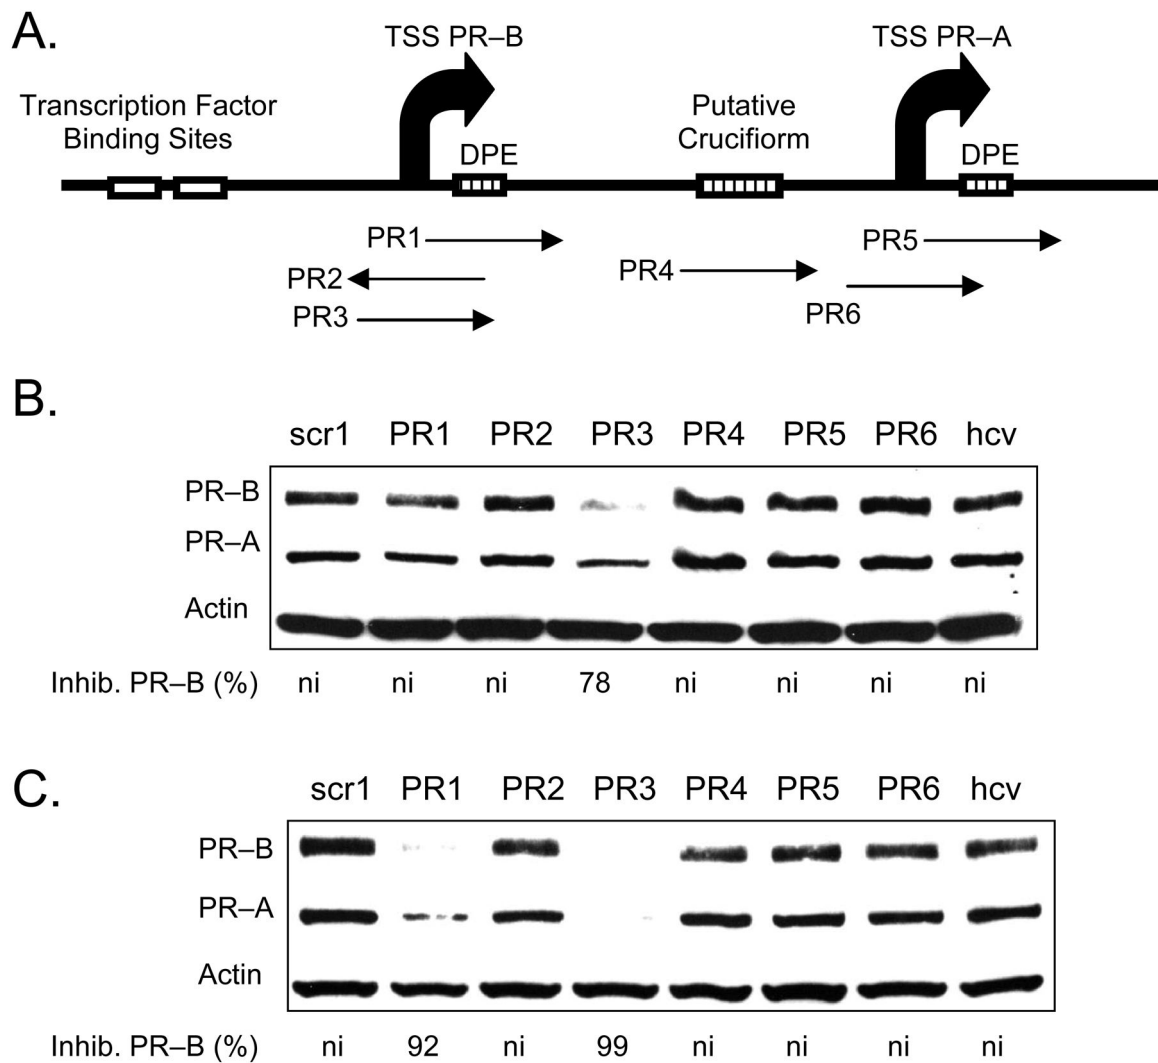 A.
TSS PR–B
TSS PR–A
Transcription Factor
Binding Sites
Putative
Crucifiorm
DPE
DPE
PR1
PR5
PR2
PR4
PR3
PR6
B.
scr1 PR1 PR2 PR3 PR4 PR5 PR6 hcv
PR–B
PR–A
Actin
Inhib. PR–B (%) ni ni ni 78 ni ni ni ni
C.
scr1 PR1 PR2 PR3 PR4 PR5 PR6 hcv
PR–B
PR–A
Actin
Inhib. PR–B (%) ni 92 ni 99 ni ni ni ni